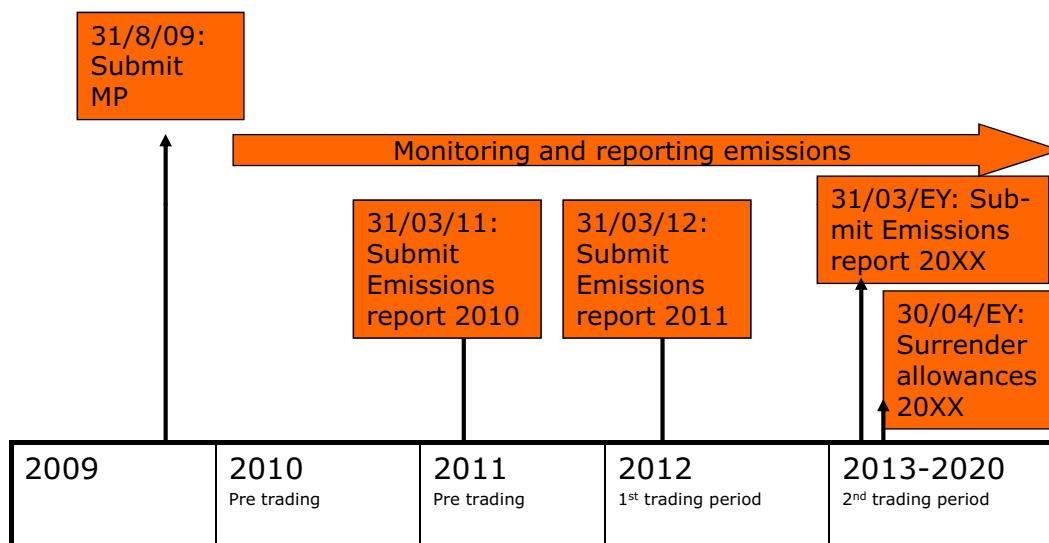 31/8/09:
Submit
MP
Monitoring and reporting emissions
31/03/11:
Submit
Emissions
report 2010
31/03/12:
Submit
Emissions
report 2011
31/03/EY: Sub-
mit Emissions
report 20XX
30/04/EY:
Surrender
allowances
20XX
2009
2010
Pre trading
2011
Pre trading
2012
1st trading period
2013-2020
2nd trading period